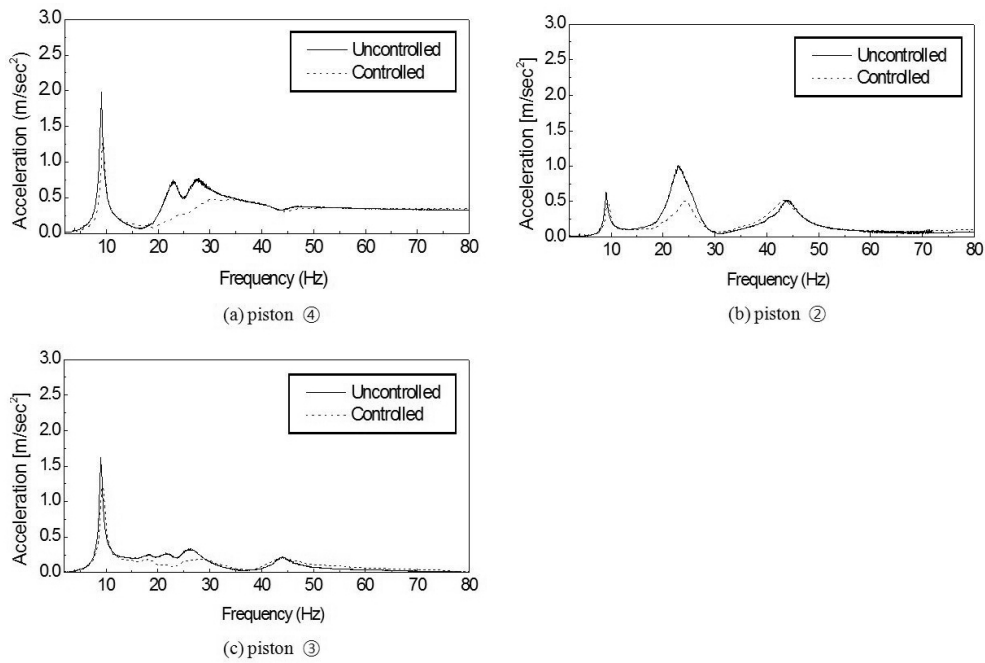 3.0
2.5
2.0
1.5
1.0
0.5
0.0
Acceleration (m/sec²)
Uncontrolled
Controlled
10 20 30 40 50 60 70 80
Frequency (Hz)
(a) piston ④
3.0
2.5
2.0
1.5
1.0
0.5
0.0
Acceleration [m/sec²]
Uncontrolled
Controlled
10 20 30 40 50 60 70 80
Frequency (Hz)
(b) piston ②
3.0
2.5
2.0
1.5
1.0
0.5
0.0
Acceleration [m/sec²]
Uncontrolled
Controlled
10 20 30 40 50 60 70 80
Frequency (Hz)
(c) piston ③